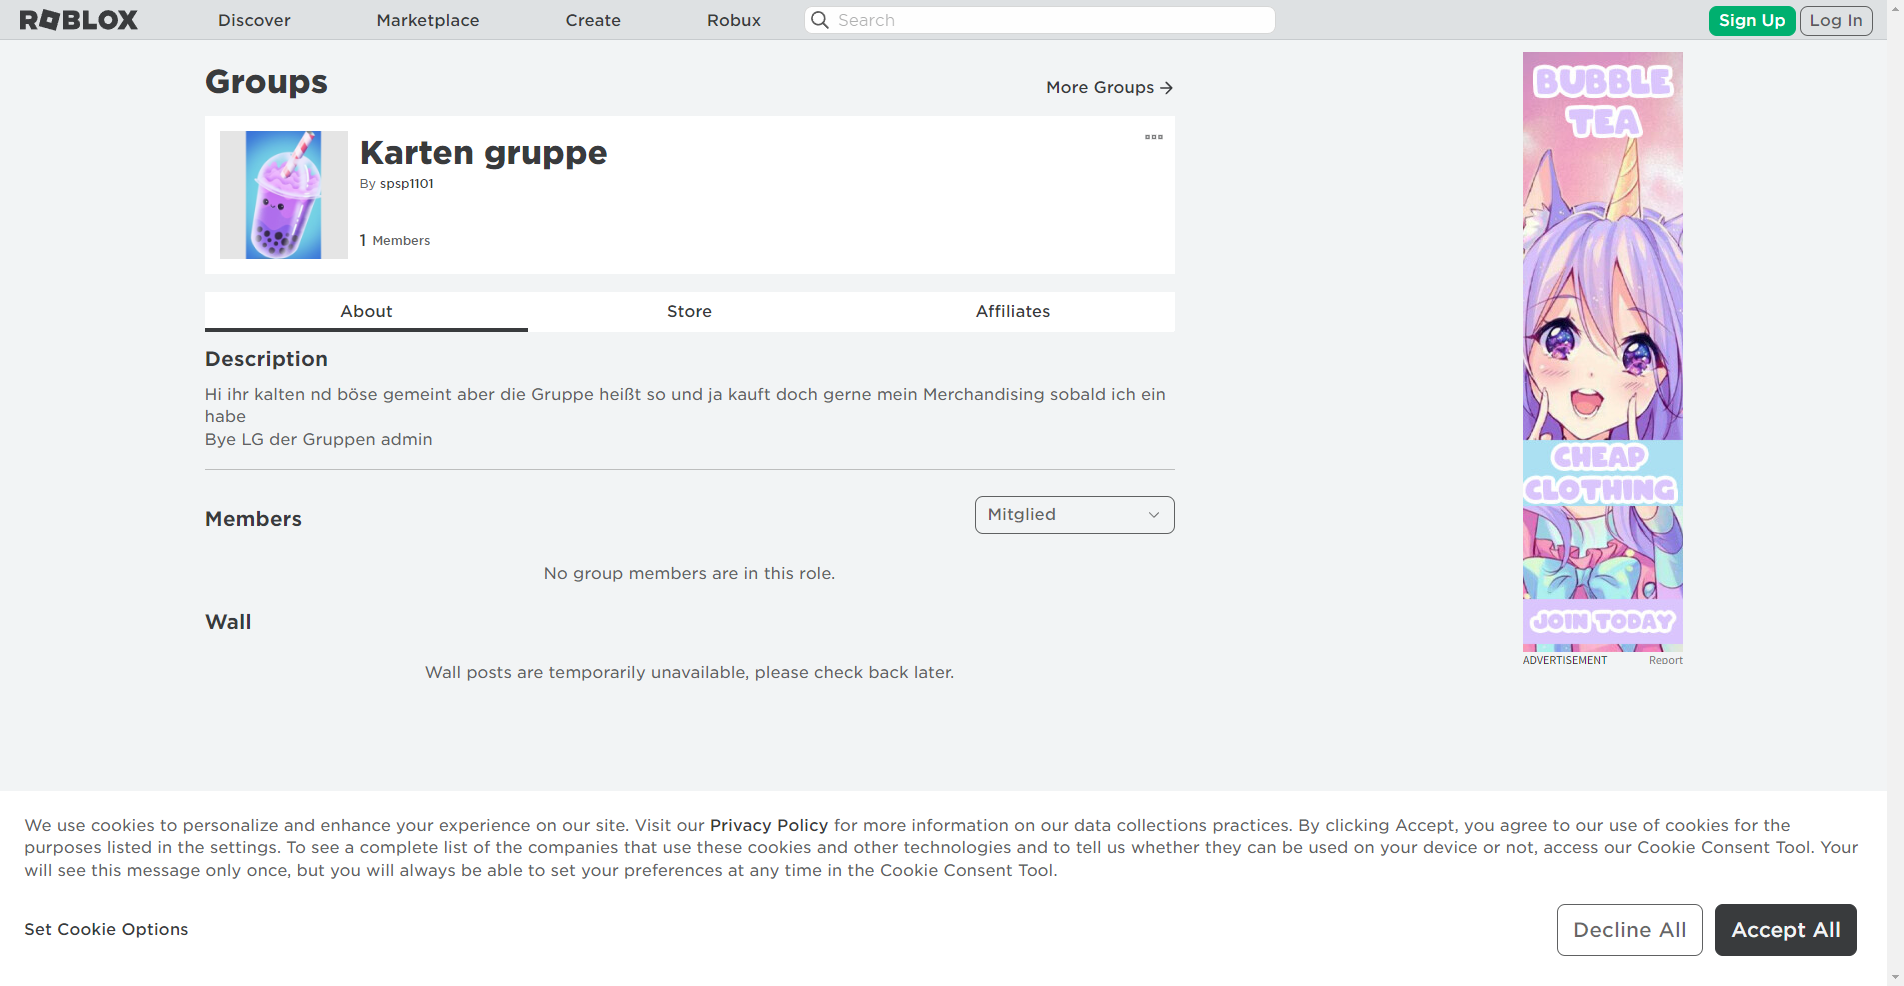 ROBLOX
Discover
Marketplace
Create
Robux
Search
Sign Up
Log In
Groups
More Groups
Karten gruppe
By spsp1101
1 Members
About
Store
Affiliates
Description
Hi ihr kalten nd böse gemeint aber die Gruppe heißt so und ja kauft doch gerne mein Merchandising sobald ich ein
habe
Bye LG der Gruppen admin
Members
Mitglied
No group members are in this role.
Wall
Wall posts are temporarily unavailable, please check back later.
BUBBLE
TEA
CHEAP
CLOTHING
JOIN TODAY
ADVERTISEMENT
Report
We use cookies to personalize and enhance your experience on our site. Visit our Privacy Policy for more information on our data collections practices. By clicking Accept, you agree to our use of cookies for the
purposes listed in the settings. To see a complete list of the companies that use these cookies and other technologies and to tell us whether they can be used on your device or not, access our Cookie Consent Tool. Your
will see this message only once, but you will always be able to set your preferences at any time in the Cookie Consent Tool.
Set Cookie Options
Decline All
Accept All